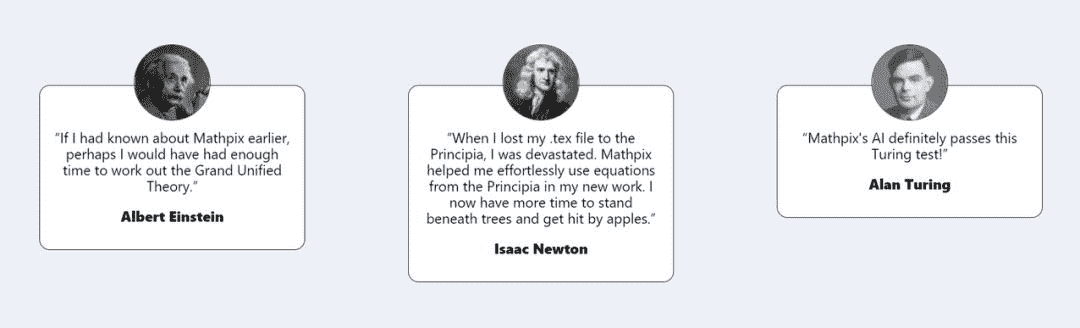 “If I had known about Mathpix earlier,
perhaps I would have had enough
time to work out the Grand Unified
Theory.”
Albert Einstein
“When I lost my .tex file to the
Principia, I was devastated. Mathpix
helped me effortlessly use equations
from the Principia in my new work. I
now have more time to stand
beneath trees and get hit by apples.”
Isaac Newton
“Mathpix's AI definitely passes this
Turing test!”
Alan Turing